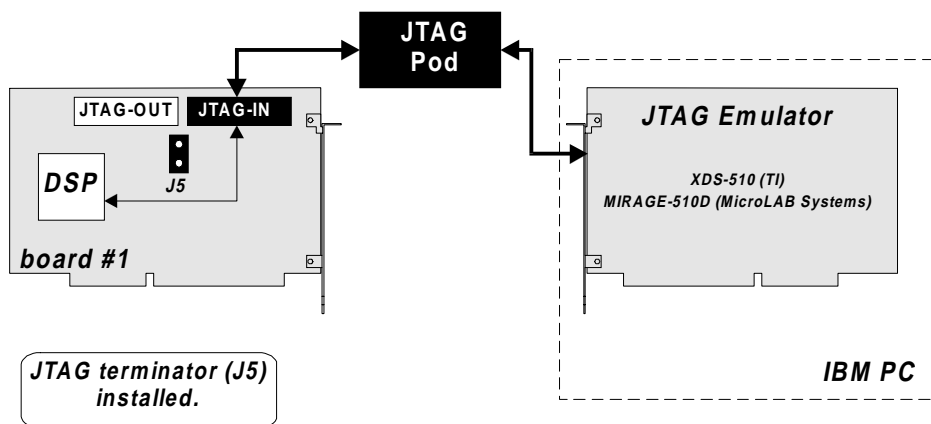 JTAG
Pod
JTAG-OUT
JTAG-IN
J5
DSP
board #1
JTAG terminator (J5)
installed.
JTAG Emulator
XDS-510 (TI)
MIRAGE-510D (MicroLAB Systems)
IBM PC